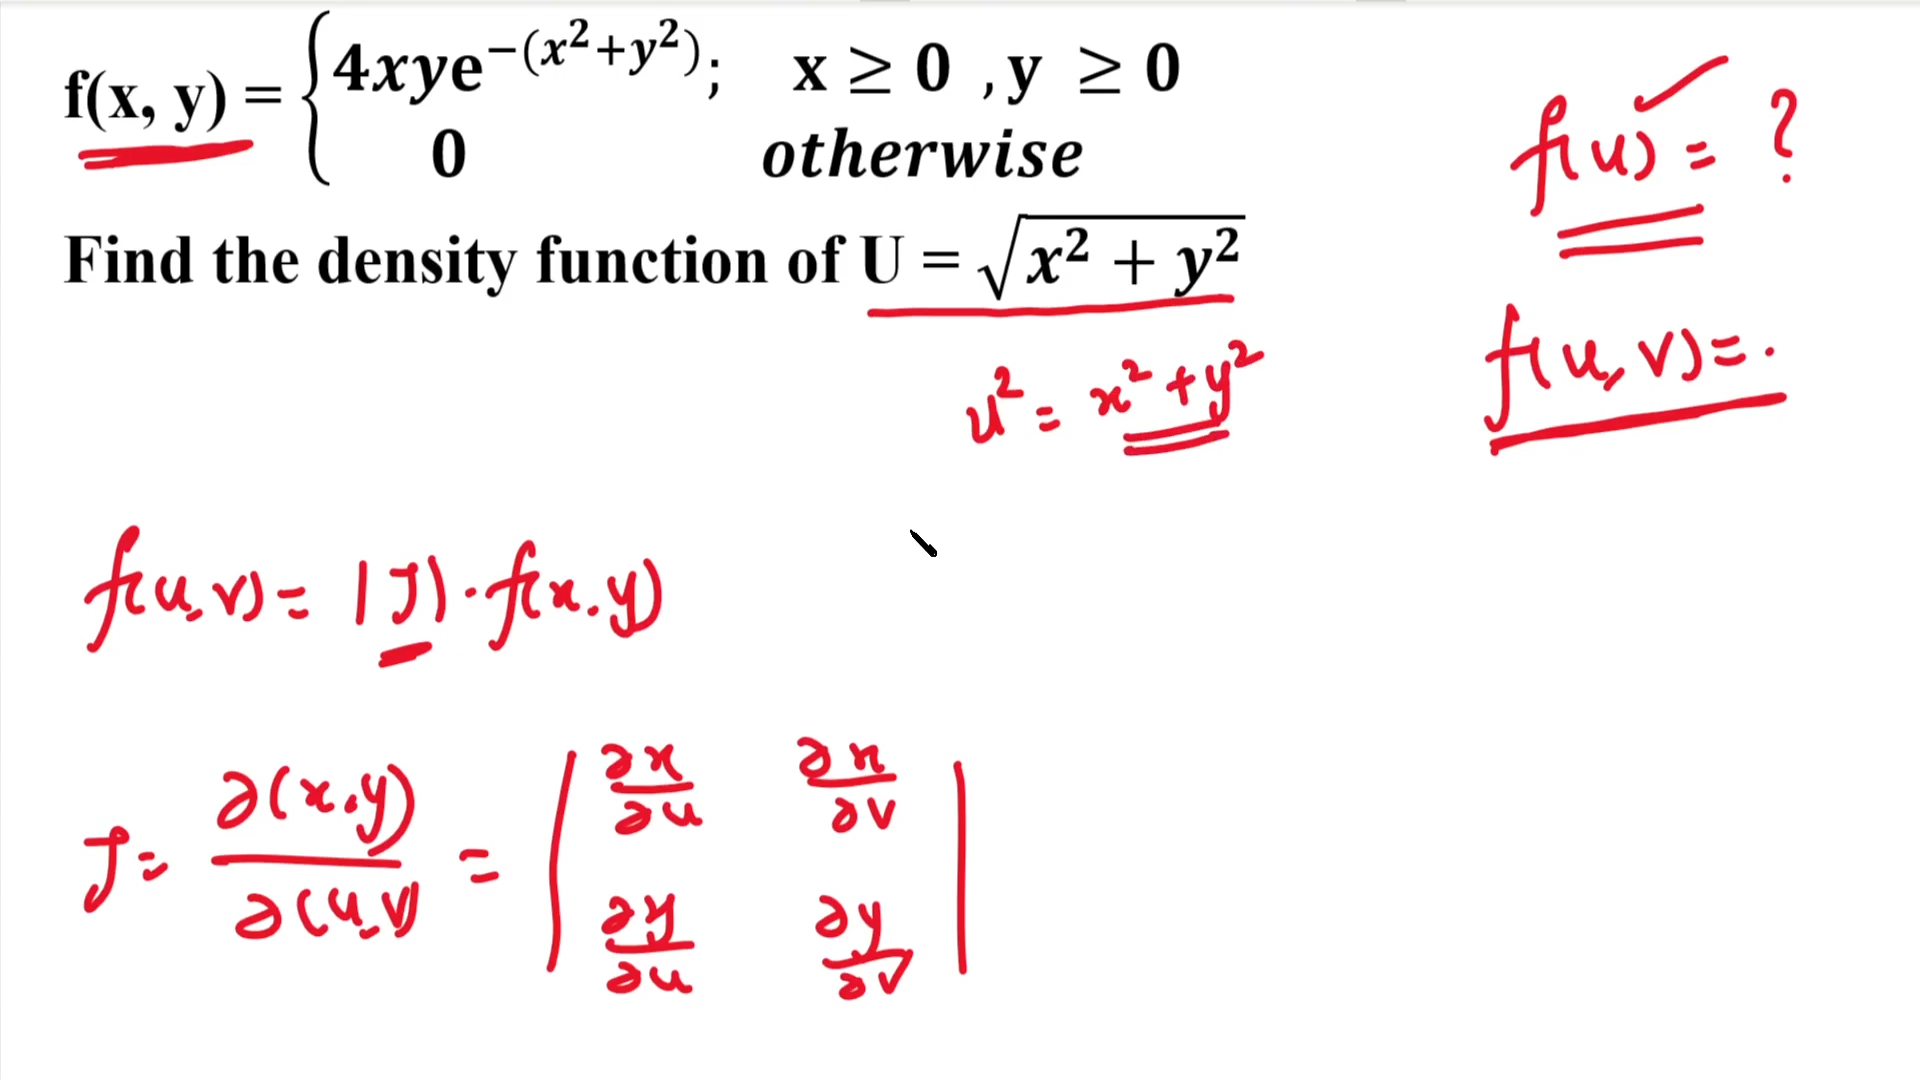 f(x, y) = { 4xye^{-(x²+y²)}; x ≥ 0 , y ≥ 0
0 otherwise
f(u) = ?
Find the density function of U = √(x² + y²)
u² = x² + y²
f(u, v) = .
f(u, v) = |J| . f(x, y)
J = ∂(x, y) / ∂(u, v) = | ∂x/∂u ∂x/∂v |
| ∂y/∂u ∂y/∂v |